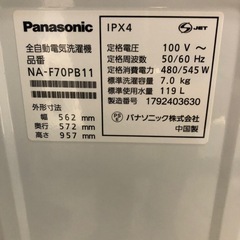 Panasonic
全自動電気洗濯機
品番
NA-F70PB11
外形寸法
幅 562 mm
奥行 572 mm
高さ 957 mm
IPX4
JET
定格電圧 100 V ～
定格周波数 50/60 Hz
定格消費電力 480/545 W
標準洗濯容量 7.0 kg
標準使用水量 119 L
製造番号 1792403630
パナソニック株式会社
中国製